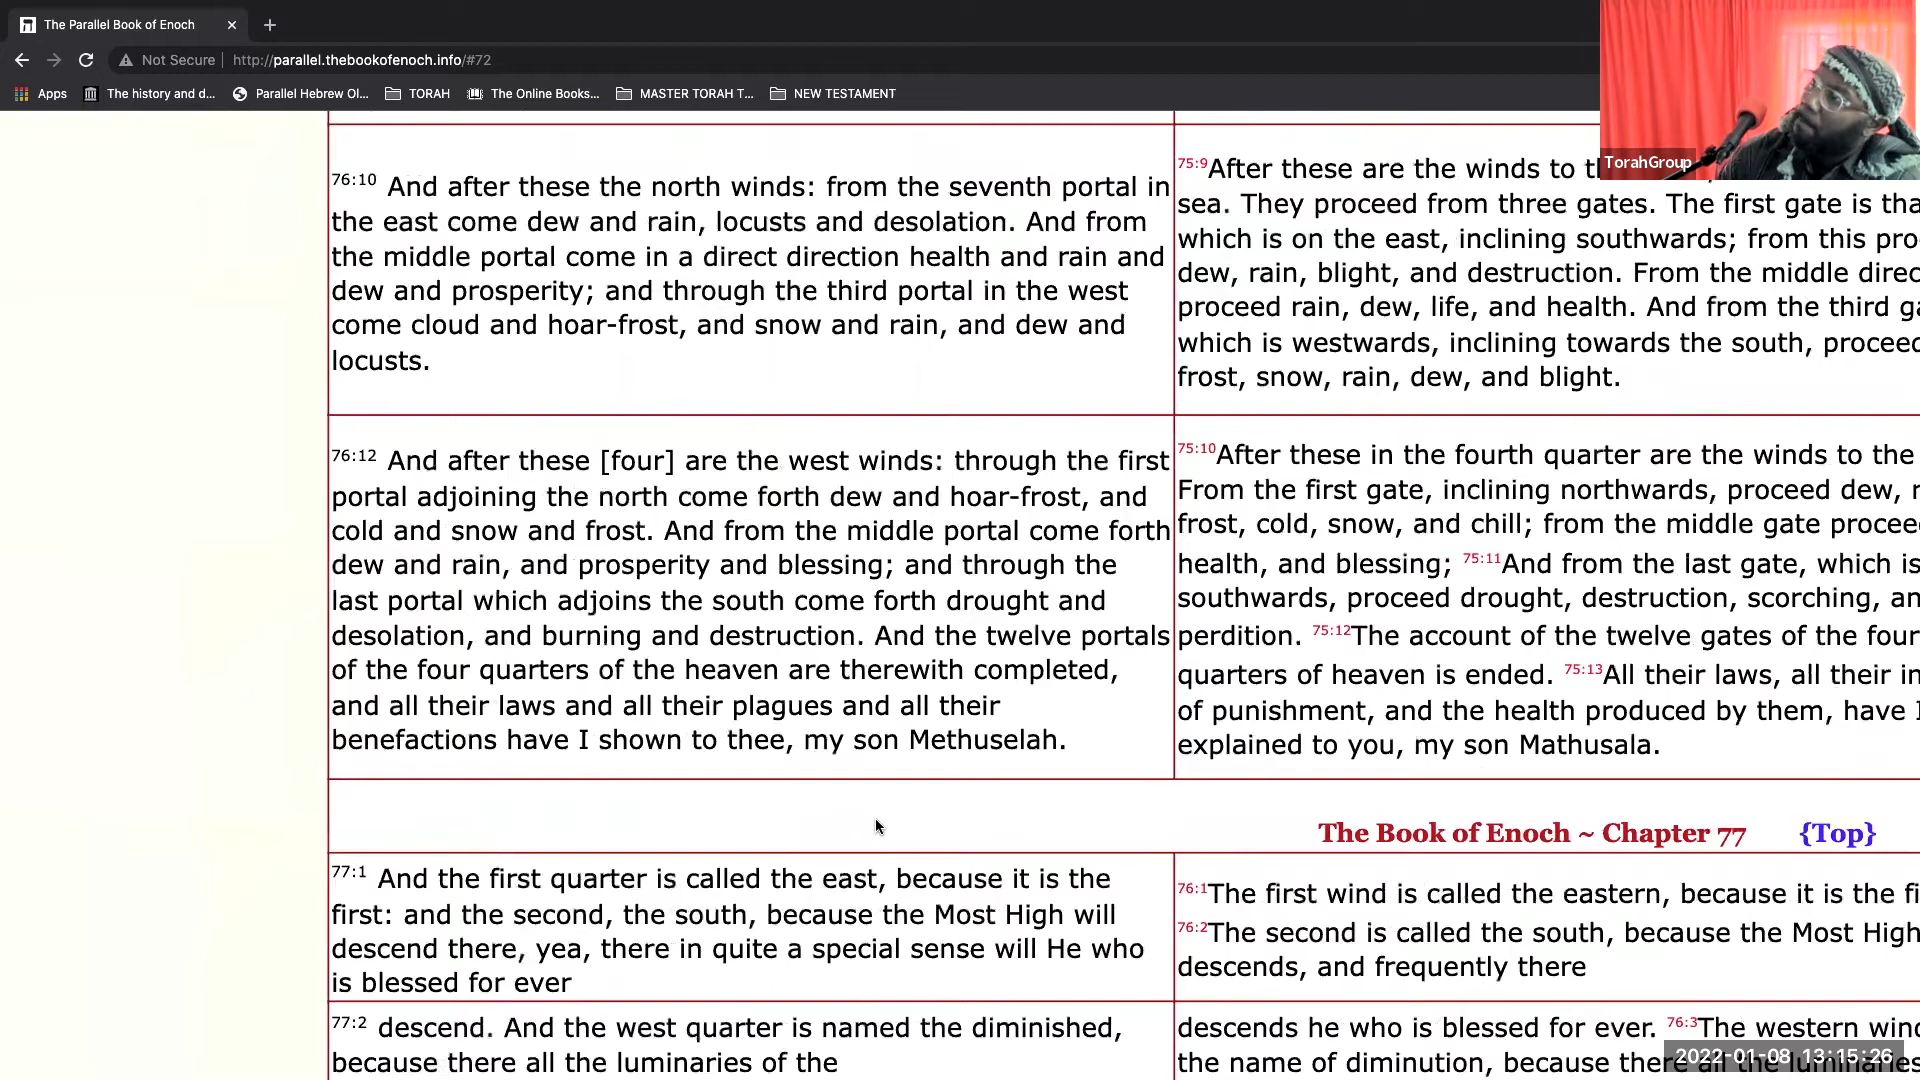 The Parallel Book of Enoch
Not Secure
http://parallel.thebookofenoch.info/#72
Apps
The history and d...
Parallel Hebrew Ol...
TORAH
The Online Books...
MASTER TORAH T...
NEW TESTAMENT
TorahGroup
76:10 And after these the north winds: from the seventh portal in
the east come dew and rain, locusts and desolation. And from
the middle portal come in a direct direction health and rain and
dew and prosperity; and through the third portal in the west
come cloud and hoar-frost, and snow and rain, and dew and
locusts.
75:9After these are the winds to
sea. They proceed from three gates. The first gate is
which is on the east, inclining southwards; from this
dew, rain, blight, and destruction. From the middle
proceed rain, dew, life, and health. And from the third
which is westwards, inclining towards the south,
frost, snow, rain, dew, and blight.
76:12 And after these [four] are the west winds: through the first
portal adjoining the north come forth dew and hoar-frost, and
cold and snow and frost. And from the middle portal come forth
dew and rain, and prosperity and blessing; and through the
last portal which adjoins the south come forth drought and
desolation, and burning and destruction. And the twelve portals
of the four quarters of the heaven are therewith completed,
and all their laws and all their plagues and all their
benefactions have I shown to thee, my son Methuselah.
75:10After these in the fourth quarter are the winds to the
From the first gate, inclining northwards, proceed dew,
frost, cold, snow, and chill; from the middle gate
health, and blessing; 75:11And from the last gate, which is
southwards, proceed drought, destruction, scorching,
perdition. 75:12The account of the twelve gates of the four
quarters of heaven is ended. 75:13All their laws, all their
of punishment, and the health produced by them, have I
explained to you, my son Mathusala.
The Book of Enoch ~ Chapter 77 {Top}
77:1 And the first quarter is called the east, because it is the
first: and the second, the south, because the Most High will
descend there, yea, there in quite a special sense will He who
is blessed for ever
76:1The first wind is called the eastern, because it is the
76:2The second is called the south, because the Most High
descends, and frequently there
77:2 descend. And the west quarter is named the diminished,
because there all the luminaries of the
descends he who is blessed for ever. 76:3The western
the name of diminution, because
2022-01-08 13:15:26